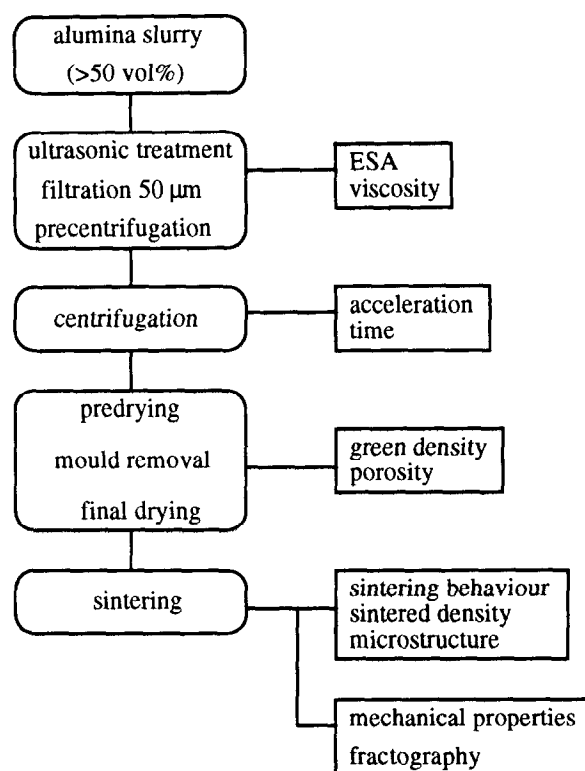 alumina slurry
(>50 vol%)
ultrasonic treatment
filtration 50 µm
precentrifugation
ESA
viscosity
centrifugation
acceleration
time
predrying
mould removal
final drying
green density
porosity
sintering
sintering behaviour
sintered density
microstructure
mechanical properties
fractography